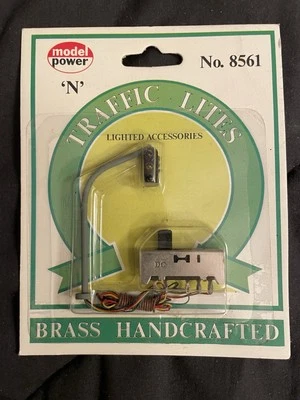 model
power
No. 8561
'N'
TRAFFIC LITES
LIGHTED ACCESSORIES
BRASS HANDCRAFTED